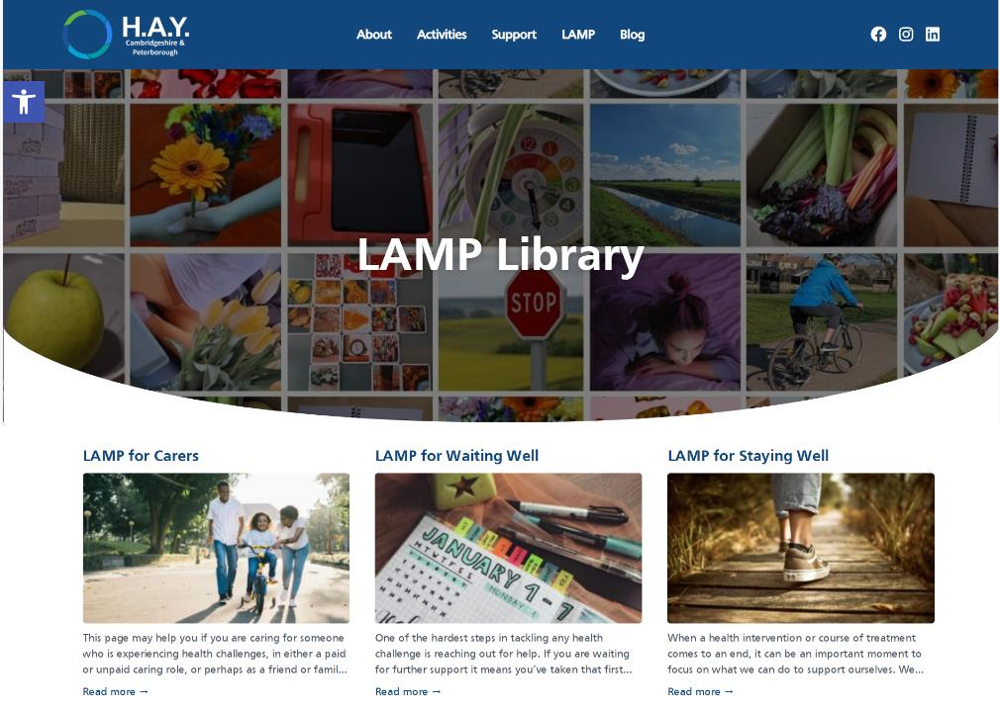 H.A.Y.
Cambridgeshire &
Peterborough
About Activities Support LAMP Blog
LAMP Library
STOP
LAMP for Carers
LAMP for Waiting Well
LAMP for Staying Well
JANUARY 1-7
M T W T F S S
MONDAY
This page may help you if you are caring for someone
who is experiencing health challenges, in either a paid
or unpaid caring role, or perhaps as a friend or famil...
Read more →
One of the hardest steps in tackling any health
challenge is reaching out for help. If you are waiting
for further support it means you've taken that first...
Read more →
When a health intervention or course of treatment
comes to an end, it can be an important moment to
focus on what we can do to support ourselves. We...
Read more →